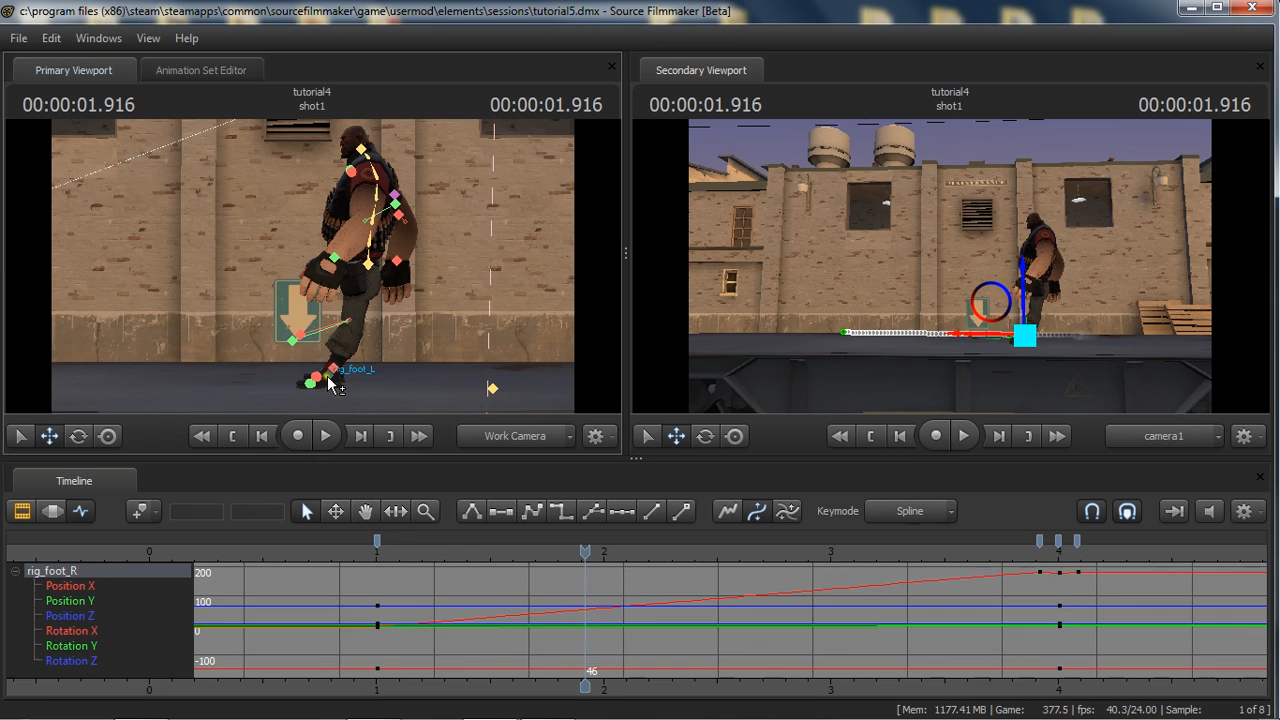 c:\program files (x86)\steam\steamapps\common\sourcefilmmaker\game\usermod\elements\sessions\tutorial5.dmx - Source Filmmaker [Beta]
File Edit Windows View Help
Primary Viewport Animation Set Editor
Secondary Viewport
tutorial4
shot1
00:00:01.916 00:00:01.916
tutorial4
shot1
00:00:01.916 00:00:01.916
rig_foot_L
Work Camera
camera1
Timeline
Keymode Spline
0 1 2 3 4
rig_foot_R
Position X
Position Y
Position Z
Rotation X
Rotation Y
Rotation Z
200
100
0
-100
46
0 1 2 3 4
[ Mem: 1177.41 MB | Game: 377.5 | fps: 40.3/24.00 | Sample: 1 of 8 ]